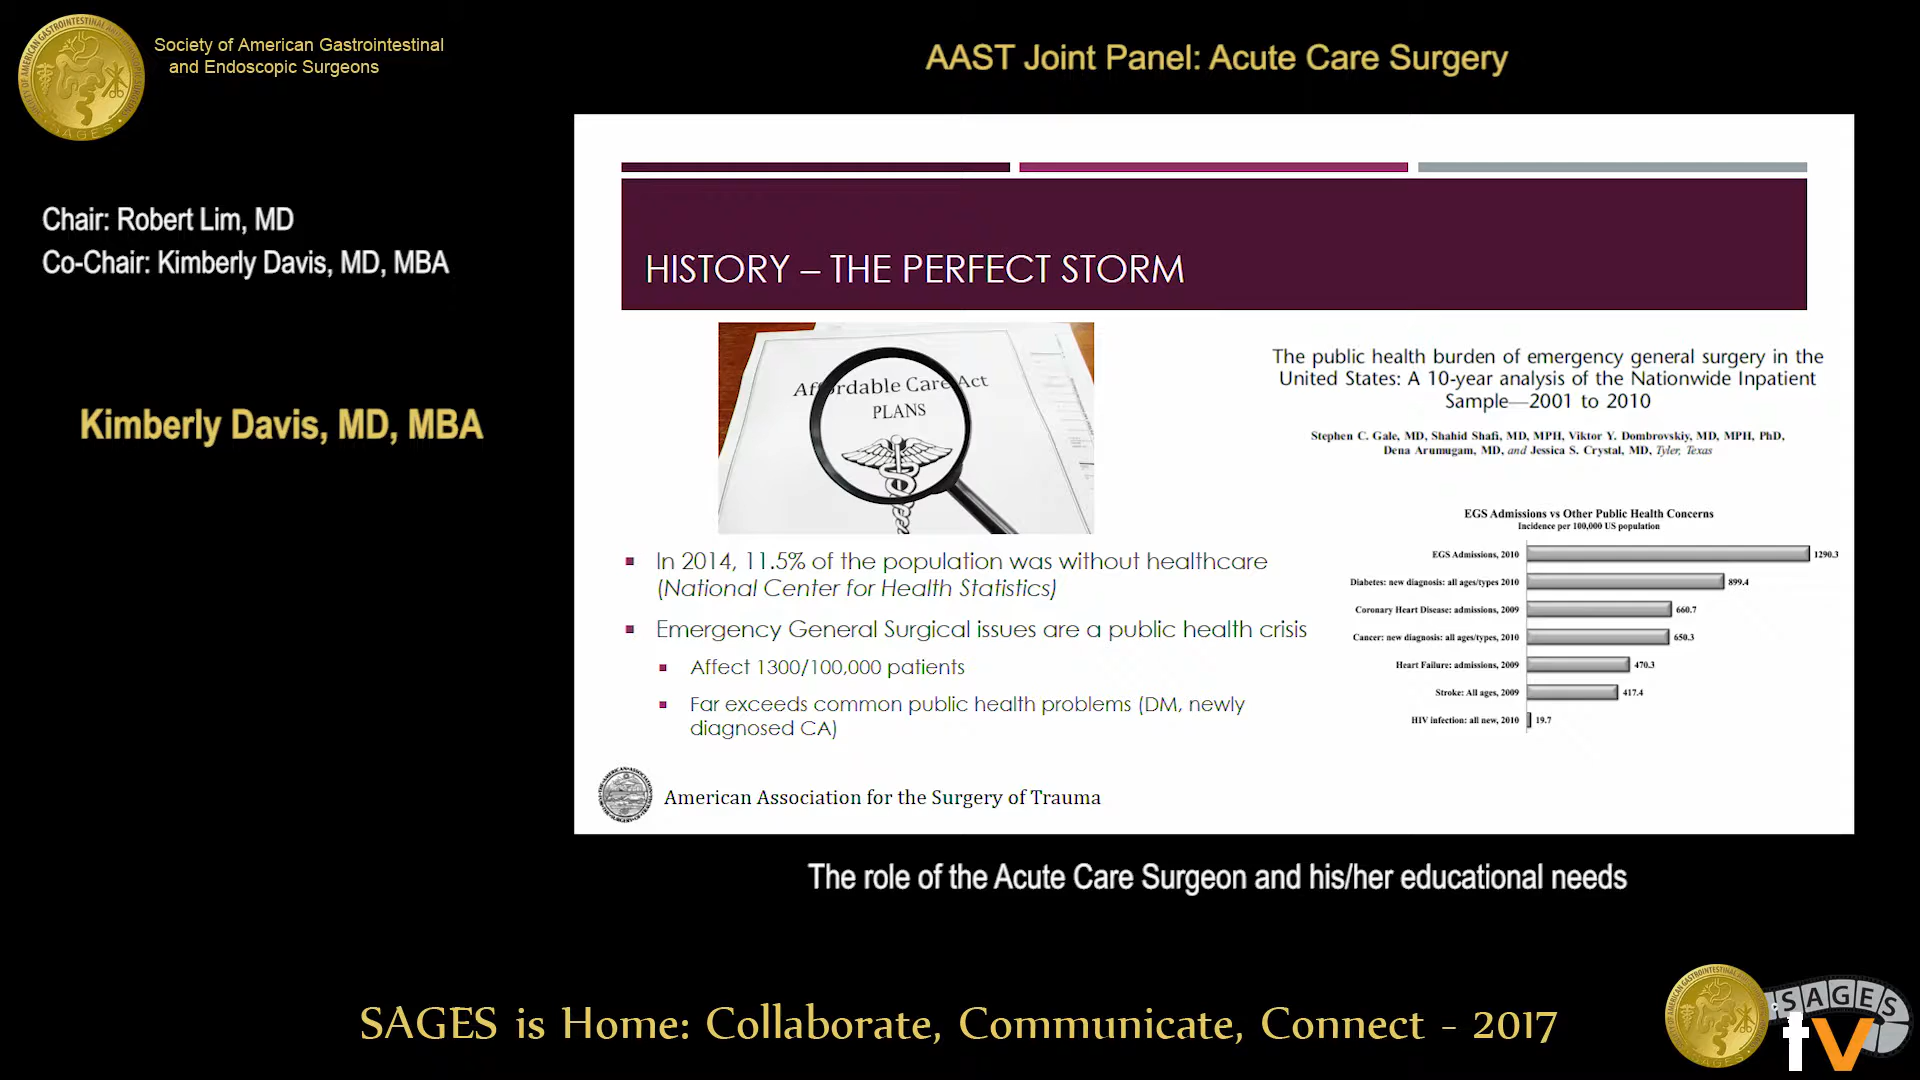 Society of American Gastrointestinal
and Endoscopic Surgeons
AAST Joint Panel: Acute Care Surgery
Chair: Robert Lim, MD
Co-Chair: Kimberly Davis, MD, MBA
Kimberly Davis, MD, MBA
HISTORY – THE PERFECT STORM
Affordable Care Act
PLANS
The public health burden of emergency general surgery in the
United States: A 10-year analysis of the Nationwide Inpatient
Sample—2001 to 2010
Stephen C. Gale, MD, Shahid Shafi, MD, MPH, Viktor Y. Dombrovskiy, MD, MPH, PhD,
Dena Arumugam, MD, and Jessica S. Crystal, MD, Tyler, Texas
EGS Admissions vs Other Public Health Concerns
Incidence per 100,000 US population
EGS Admissions, 2010 1290.3
Diabetes: new diagnosis: all ages/types 2010 899.4
Coronary Heart Disease: admissions, 2009 660.7
Cancer: new diagnosis: all ages/types, 2010 650.3
Heart Failure: admissions, 2009 470.3
Stroke: All ages, 2009 417.4
HIV infection: all new, 2010 19.7
In 2014, 11.5% of the population was without healthcare
(National Center for Health Statistics)
Emergency General Surgical issues are a public health crisis
Affect 1300/100,000 patients
Far exceeds common public health problems (DM, newly
diagnosed CA)
American Association for the Surgery of Trauma
The role of the Acute Care Surgeon and his/her educational needs
SAGES is Home: Collaborate, Communicate, Connect - 2017
SAGES
tv